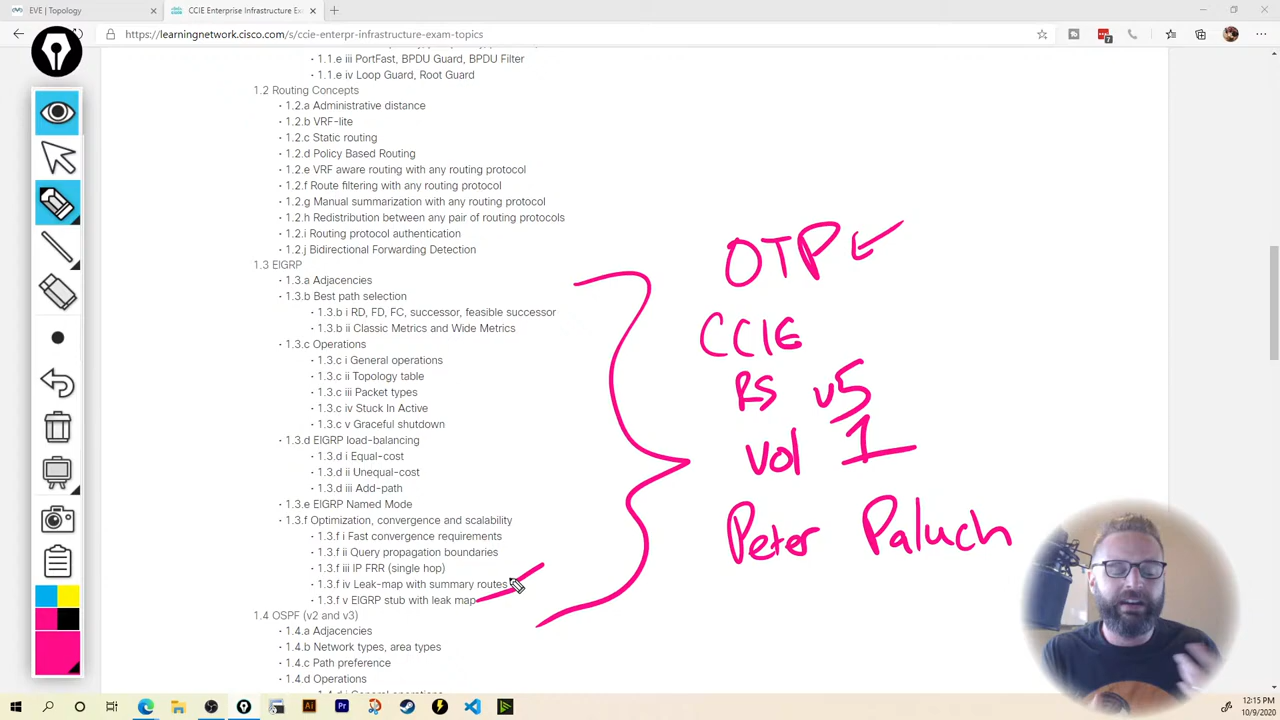 EVE | Topology
CCIE Enterprise Infrastructure Exa
https://learningnetwork.cisco.com/s/ccie-enterpr-infrastructure-exam-topics
1.1.e iii PortFast, BPDU Guard, BPDU Filter
1.1.e iv Loop Guard, Root Guard
1.2 Routing Concepts
1.2.a Administrative distance
1.2.b VRF-lite
1.2.c Static routing
1.2.d Policy Based Routing
1.2.e VRF aware routing with any routing protocol
1.2.f Route filtering with any routing protocol
1.2.g Manual summarization with any routing protocol
1.2.h Redistribution between any pair of routing protocols
1.2.i Routing protocol authentication
1.2.j Bidirectional Forwarding Detection
1.3 EIGRP
1.3.a Adjacencies
1.3.b Best path selection
1.3.b i RD, FD, FC, successor, feasible successor
1.3.b ii Classic Metrics and Wide Metrics
1.3.c Operations
1.3.c i General operations
1.3.c ii Topology table
1.3.c iii Packet types
1.3.c iv Stuck In Active
1.3.c v Graceful shutdown
1.3.d EIGRP load-balancing
1.3.d i Equal-cost
1.3.d ii Unequal-cost
1.3.d iii Add-path
1.3.e EIGRP Named Mode
1.3.f Optimization, convergence and scalability
1.3.f i Fast convergence requirements
1.3.f ii Query propagation boundaries
1.3.f iii IP FRR (single hop)
1.3.f iv Leak-map with summary routes
1.3.f v EIGRP stub with leak map
1.4 OSPF (v2 and v3)
1.4.a Adjacencies
1.4.b Network types, area types
1.4.c Path preference
1.4.d Operations
OTP
CCIE
RS v5
vol 1
Peter Paluch
12:15 PM
10/9/2020